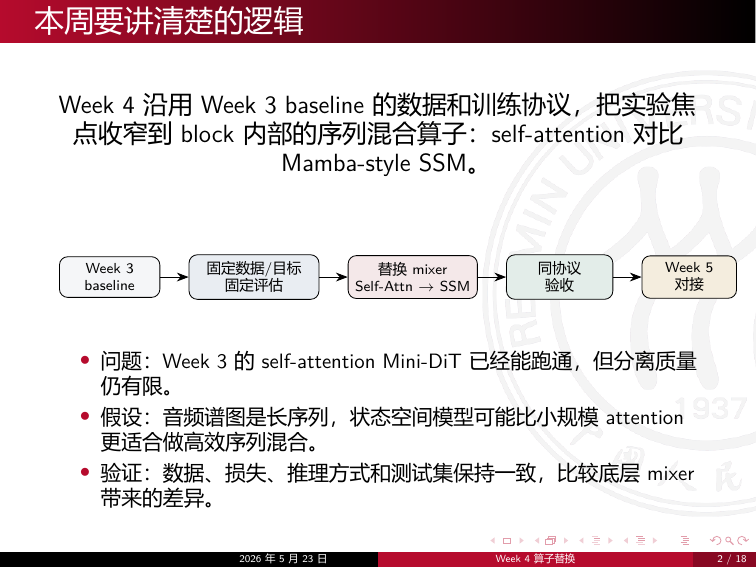 本周要讲清楚的逻辑
Week 4 沿用 Week 3 baseline 的数据和训练协议，把实验焦
点收窄到 block 内部的序列混合算子：self-attention 对比
Mamba-style SSM。
Week 3
baseline
固定数据/目标
固定评估
替换 mixer
Self-Attn → SSM
同协议
验收
Week 5
对接
问题：Week 3 的 self-attention Mini-DiT 已经能跑通，但分离质量
仍有限。
假设：音频谱图是长序列，状态空间模型可能比小规模 attention
更适合做高效序列混合。
验证：数据、损失、推理方式和测试集保持一致，比较底层 mixer
带来的差异。
1937
2026 年 5 月 23 日
Week 4 算子替换
2 / 18